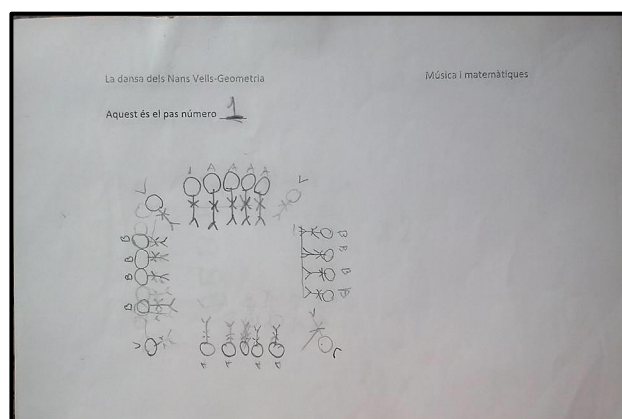 La dansa dels Nans Vells-Geometria
Música i matemàtiques
Aquest és el pas número 1
A A A A
V V
B B
B B
B B
B B
V V
A A A A A